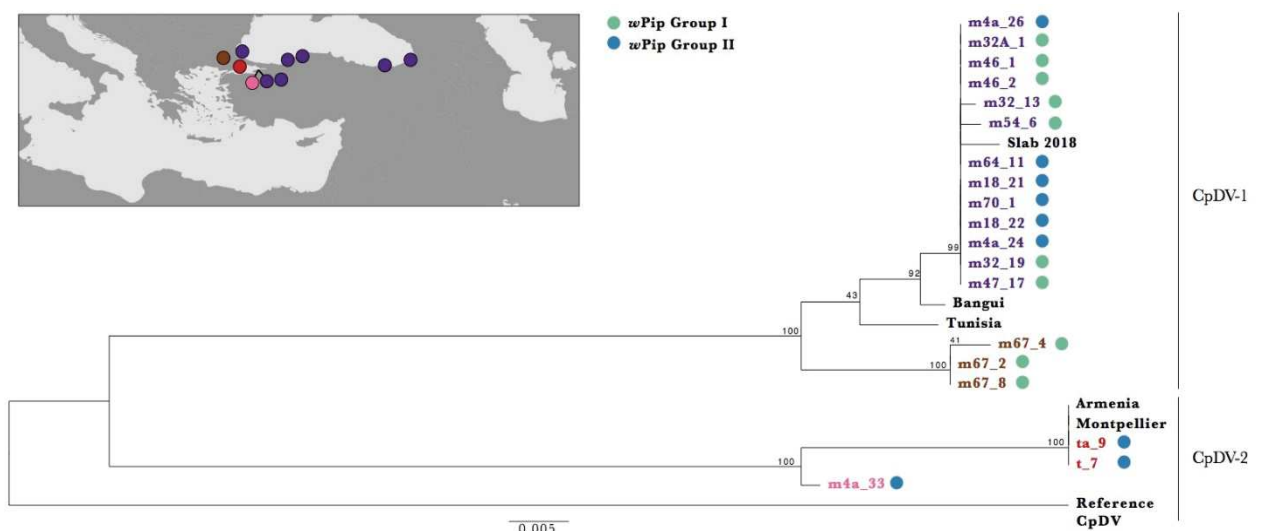 wPip Group I
wPip Group II
m4a_26
m32A_1
m46_1
m46_2
m32_13
m54_6
Slab 2018
m64_11
m18_21
m70_1
m18_22
m4a_24
99
m32_19
m47_17
92
Bangui
43
Tunisia
100
41
m67_4
100
m67_2
m67_8
CpDV-1
Armenia
Montpellier
100
ta_9
t_7
100
m4a_33
CpDV-2
Reference
CpDV
0.005